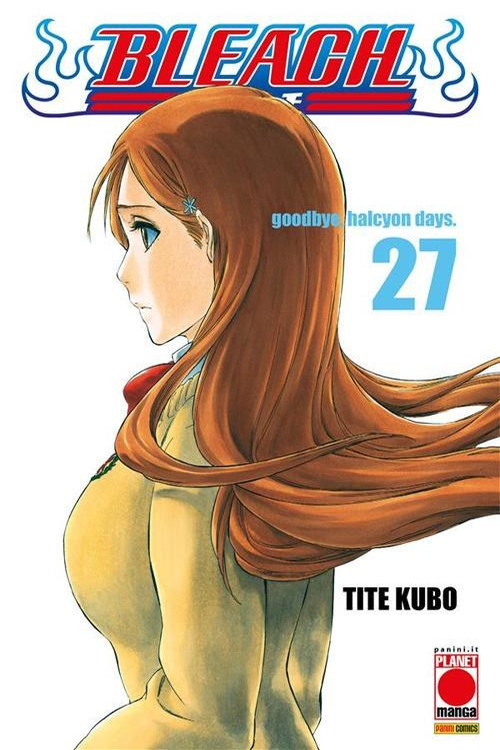 BLEACH
goodbye, halcyon days.
27
TITE KUBO
panini.it
PLANET
manga
PANINI COMICS